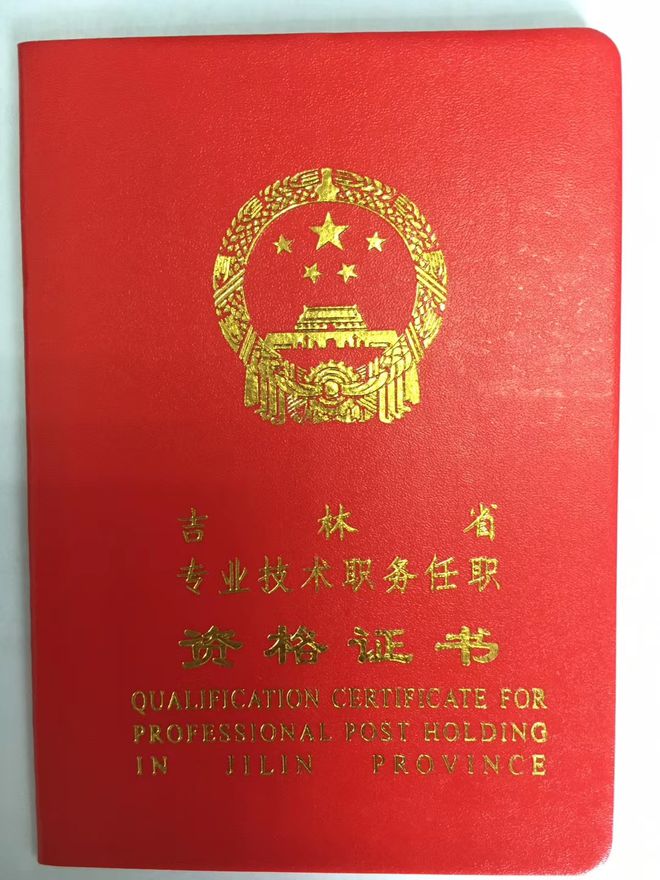 吉林省
专业技术职务任职
资格证书
QUALIFICATION CERTIFICATE FOR
PROFESSIONAL POST HOLDING
IN JILIN PROVINCE